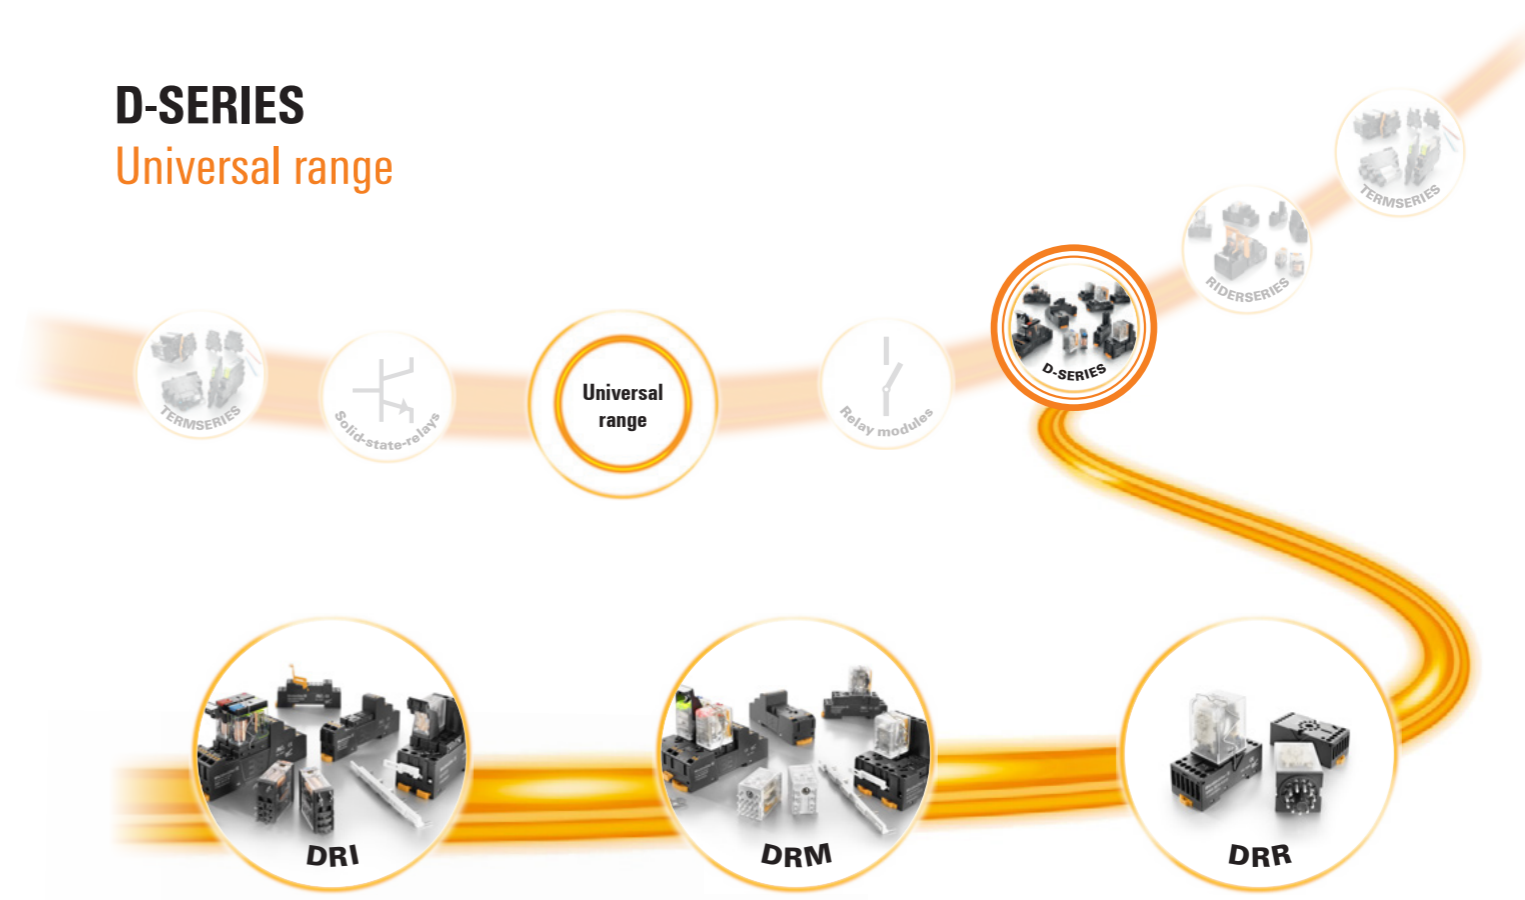 D-SERIES
Universal range
TERMSERIES
RIDERSERIES
D-SERIES
TERMSERIES
Solid-state-relays
Universal
range
Relay modules
DRI
DRM
DRR